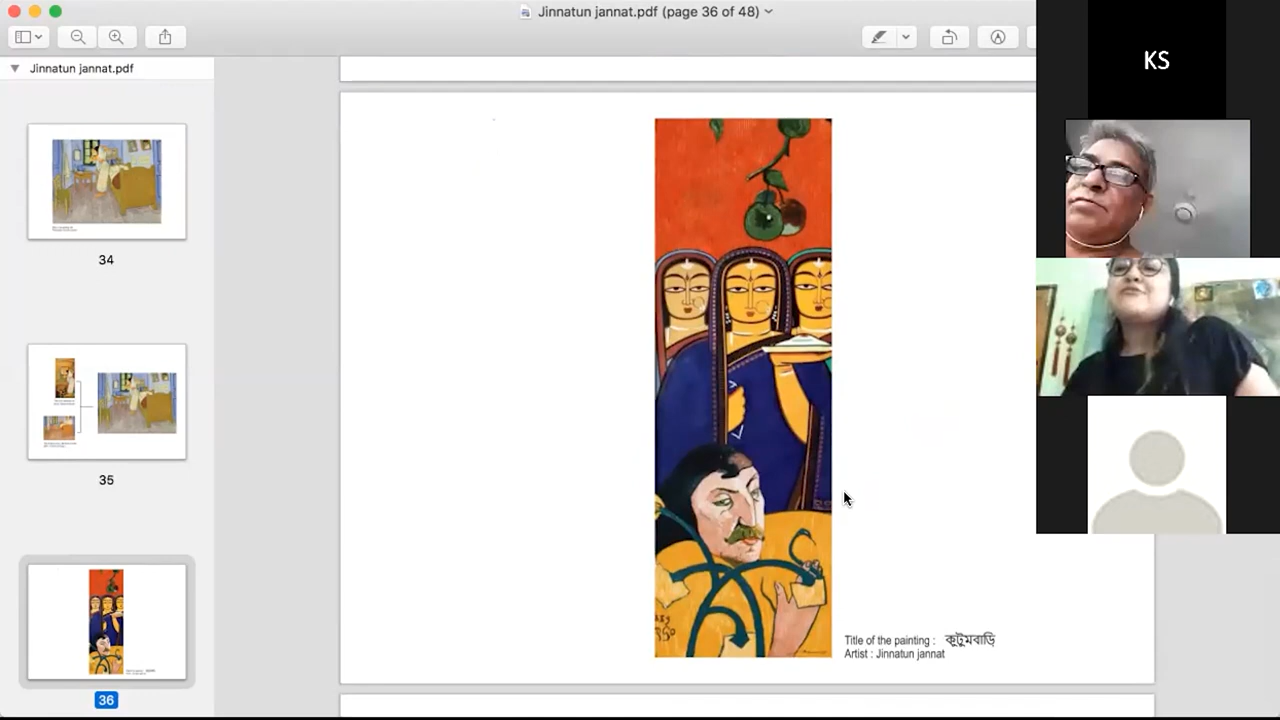 Jinnatun jannat.pdf (page 36 of 48)
Jinnatun jannat.pdf
34
35
36
KS
Title of the painting : কুটুমবাড়ি
Artist : Jinnatun jannat